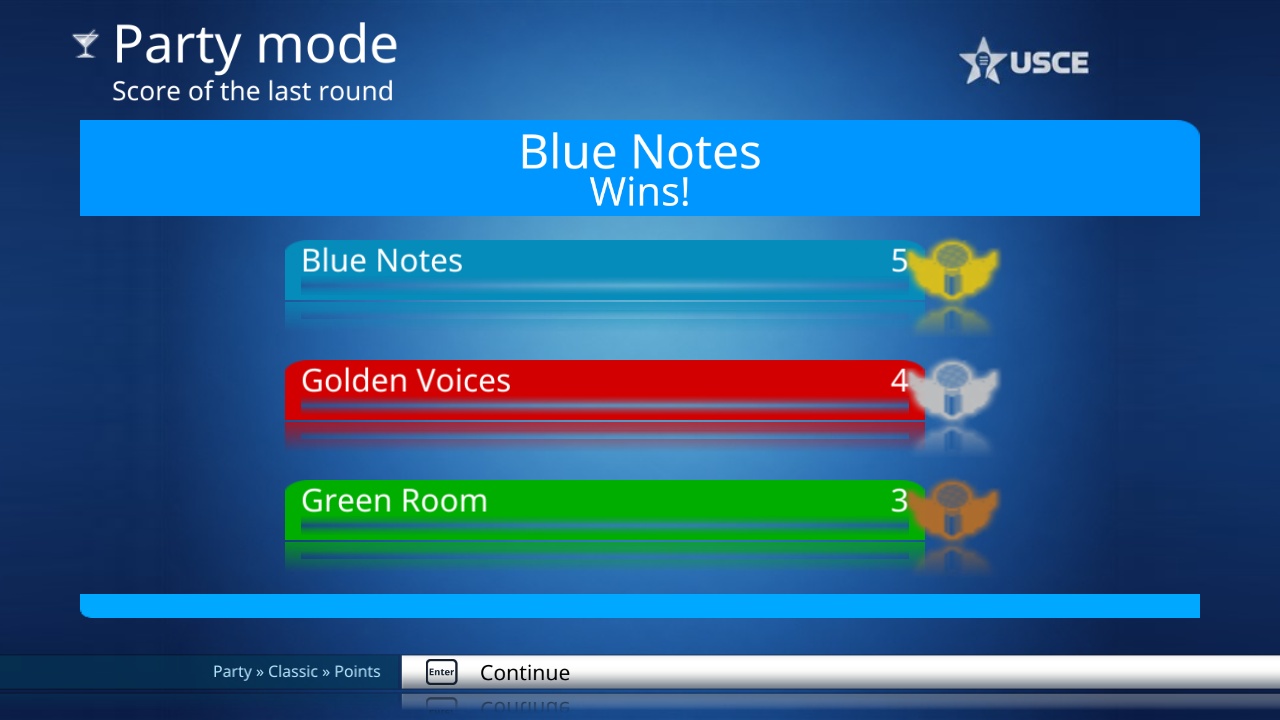 Party mode
Score of the last round
USCE
Blue Notes
Wins!
Blue Notes 5
Golden Voices 4
Green Room 3
Party » Classic » Points
Enter Continue